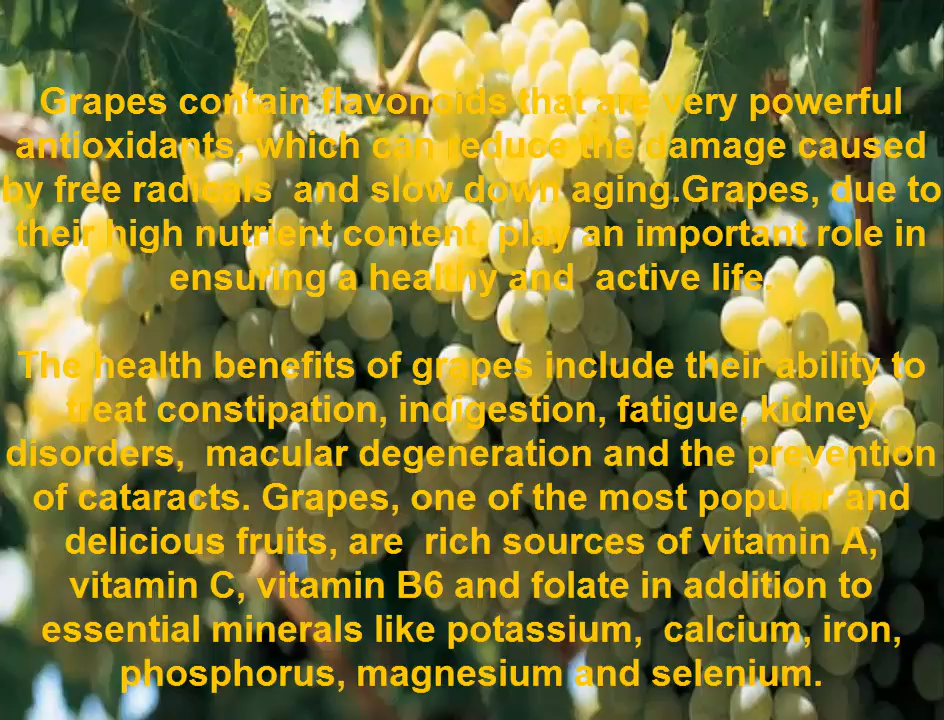 Grapes contain flavonoids that are very powerful
antioxidants, which can reduce the damage caused
by free radicals  and slow down aging.Grapes, due to
their high nutrient content, play an important role in
ensuring a healthy and  active life.
The health benefits of grapes include their ability to
treat constipation, indigestion, fatigue, kidney
disorders,  macular degeneration and the prevention
of cataracts. Grapes, one of the most popular and
delicious fruits, are  rich sources of vitamin A,
vitamin C, vitamin B6 and folate in addition to
essential minerals like potassium,  calcium, iron,
phosphorus, magnesium and selenium.